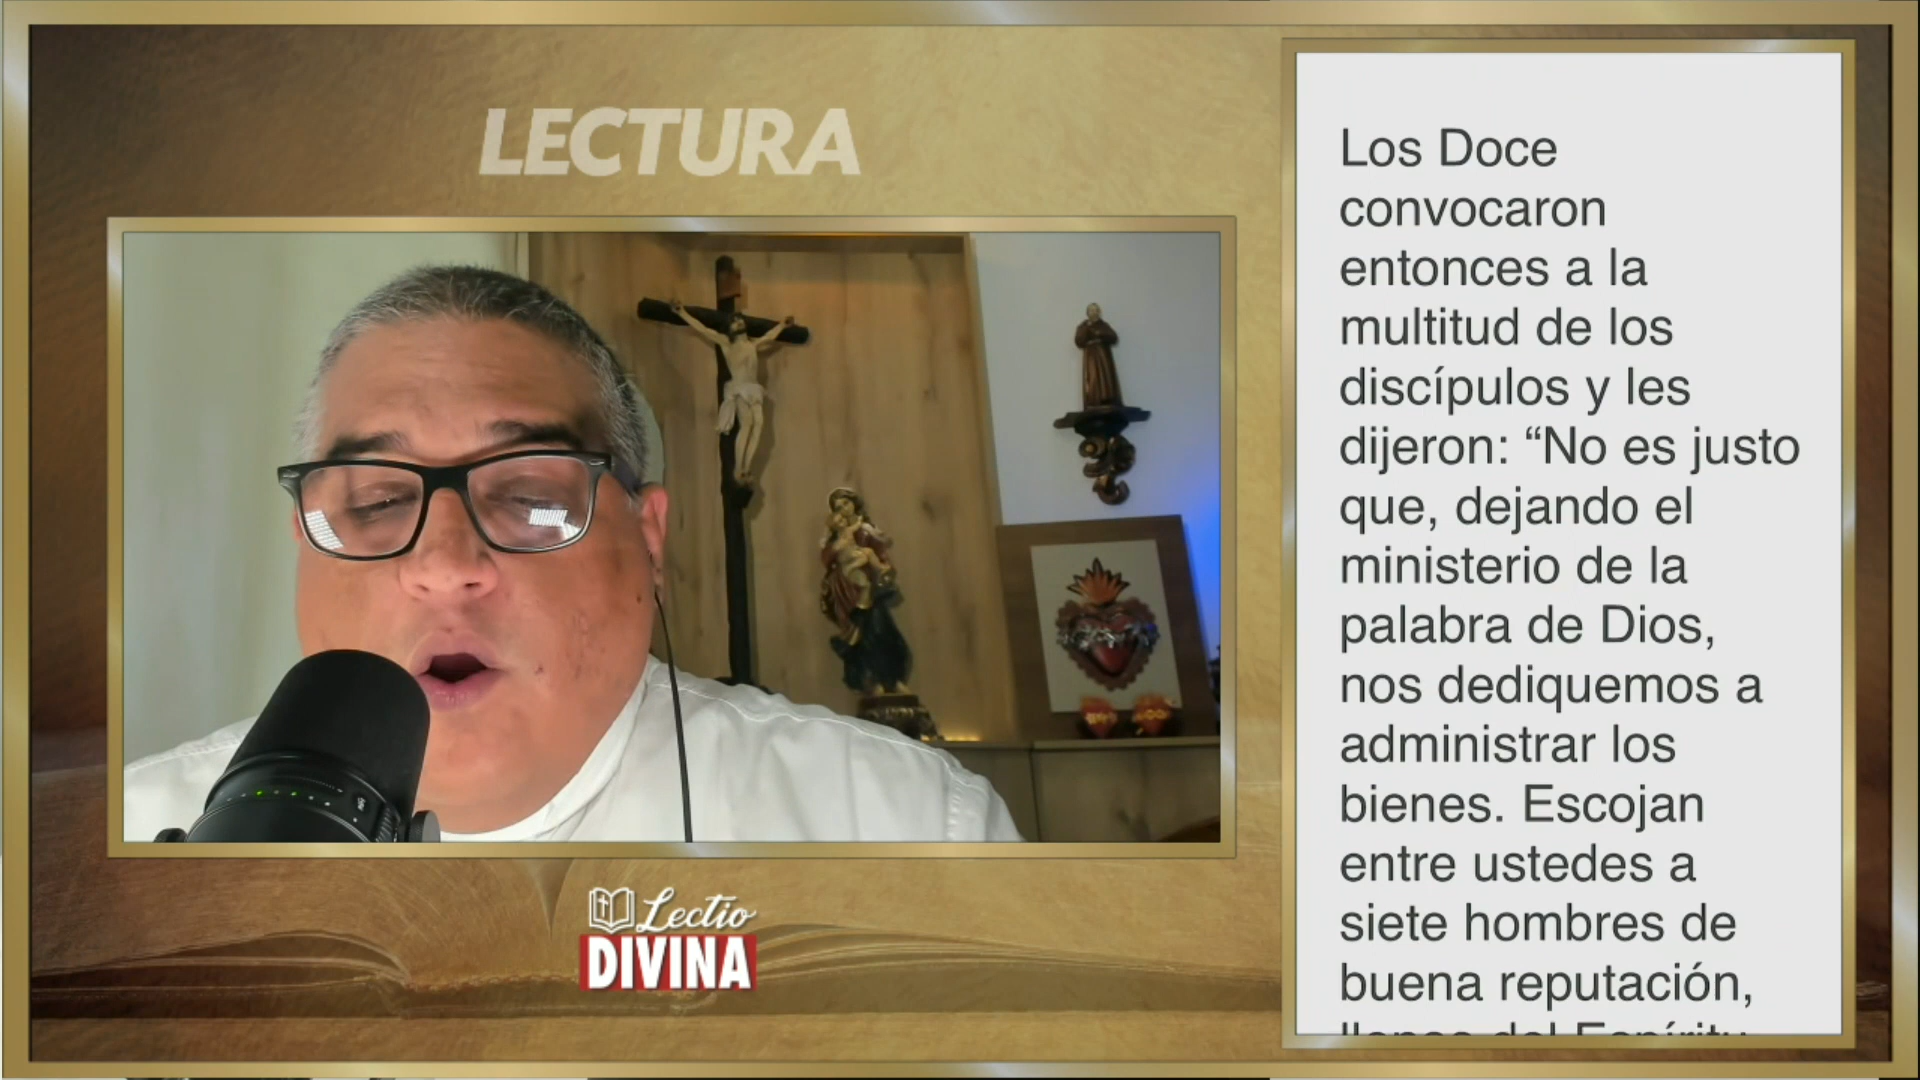 LECTURA
Lectio
DIVINA
Los Doce
convocaron
entonces a la
multitud de los
discípulos y les
dijeron: “No es justo
que, dejando el
ministerio de la
palabra de Dios,
nos dediquemos a
administrar los
bienes. Escojan
entre ustedes a
siete hombres de
buena reputación,